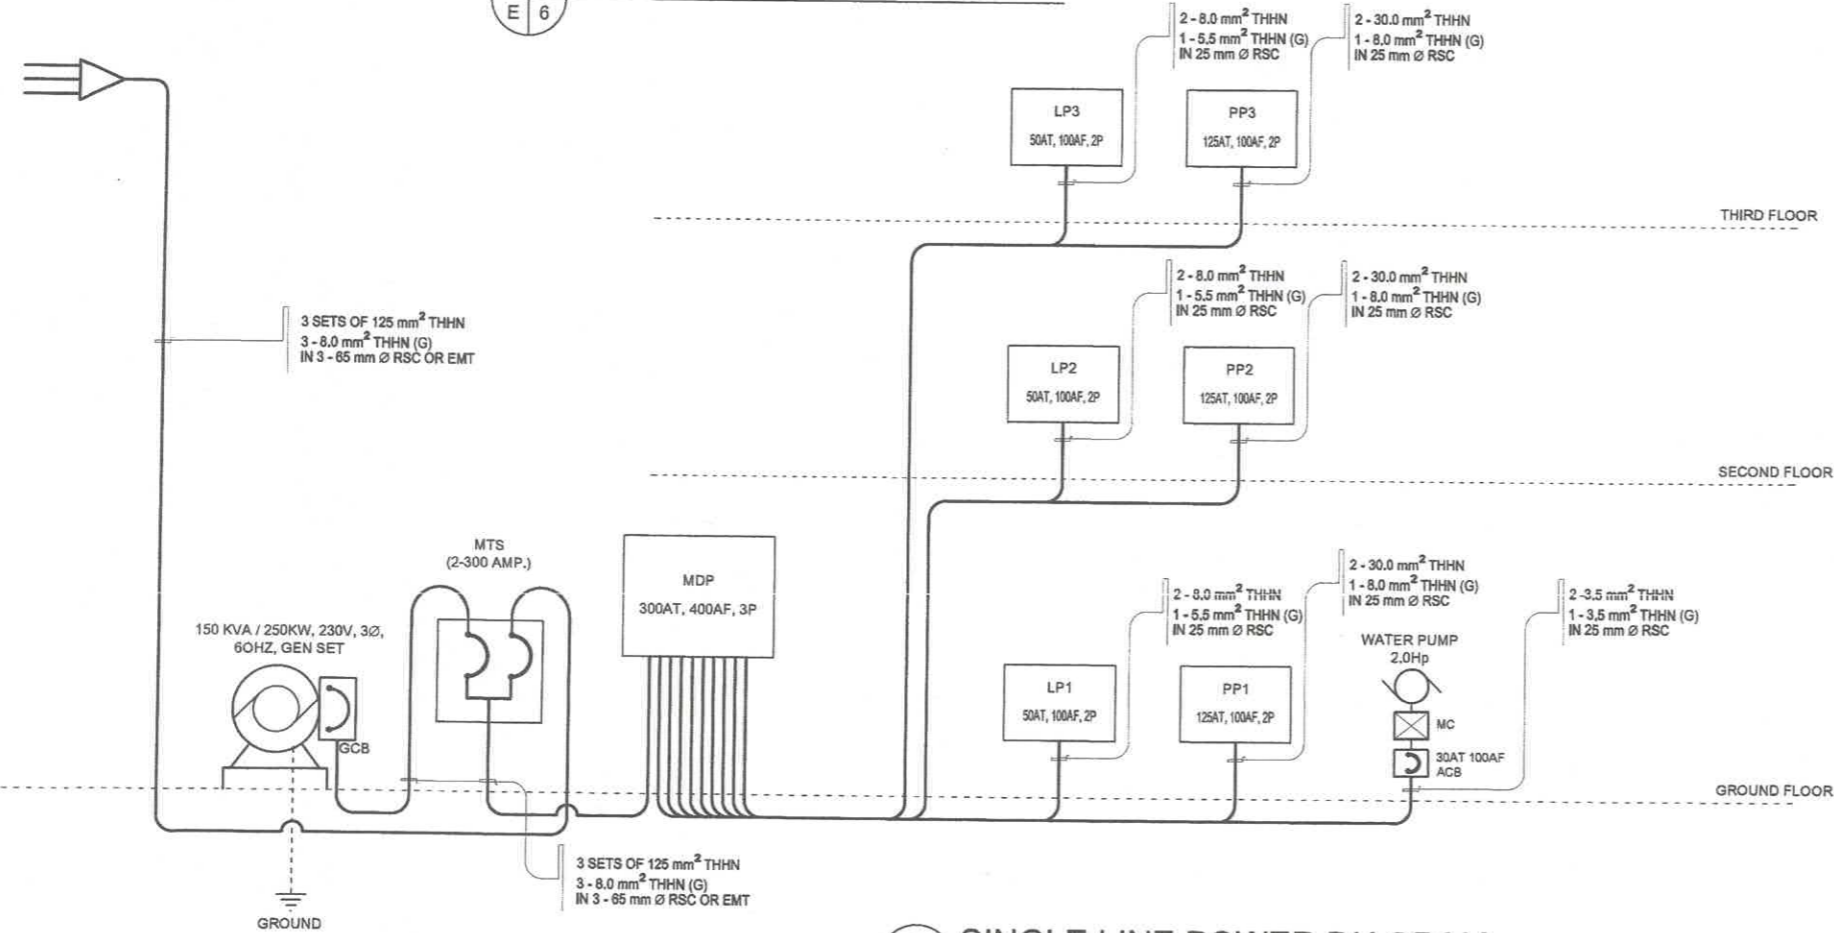 E 6
2 - 8.0 mm² THHN
1 - 5.5 mm² THHN (G)
IN 25 mm Ø RSC
2 - 30.0 mm² THHN
1 - 8.0 mm² THHN (G)
IN 25 mm Ø RSC
LP3
50AT, 100AF, 2P
PP3
125AT, 100AF, 2P
THIRD FLOOR
2 - 8.0 mm² THHN
1 - 5.5 mm² THHN (G)
IN 25 mm Ø RSC
2 - 30.0 mm² THHN
1 - 8.0 mm² THHN (G)
IN 25 mm Ø RSC
3 SETS OF 125 mm² THHN
3 - 8.0 mm² THHN (G)
IN 3 - 65 mm Ø RSC OR EMT
LP2
50AT, 100AF, 2P
PP2
125AT, 100AF, 2P
SECOND FLOOR
MTS
(2-300 AMP.)
MDP
300AT, 400AF, 3P
2 - 8.0 mm² THHN
1 - 5.5 mm² THHN (G)
IN 25 mm Ø RSC
2 - 30.0 mm² THHN
1 - 8.0 mm² THHN (G)
IN 25 mm Ø RSC
2 -3.5 mm² THHN
1 - 3.5 mm² THHN (G)
IN 25 mm Ø RSC
150 KVA / 250KW, 230V, 3Ø,
60HZ, GEN SET
GCB
LP1
50AT, 100AF, 2P
PP1
125AT, 100AF, 2P
WATER PUMP
2.0Hp
MC
30AT 100AF
ACB
GROUND FLOOR
3 SETS OF 125 mm² THHN
3 - 8.0 mm² THHN (G)
IN 3 - 65 mm Ø RSC OR EMT
GROUND